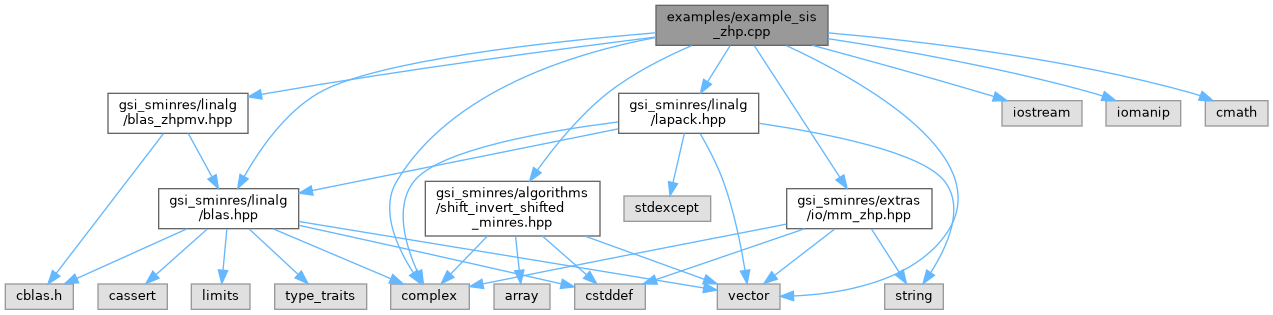 examples/example_sis
_zhp.cpp
gsi_sminres/linalg
/blas_zhpmv.hpp
gsi_sminres/linalg
/lapack.hpp
iostream
iomanip
cmath
gsi_sminres/linalg
/blas.hpp
gsi_sminres/algorithms
/shift_invert_shifted
_minres.hpp
stdexcept
gsi_sminres/extras
/io/mm_zhp.hpp
cblas.h
cassert
limits
type_traits
complex
array
cstddef
vector
string